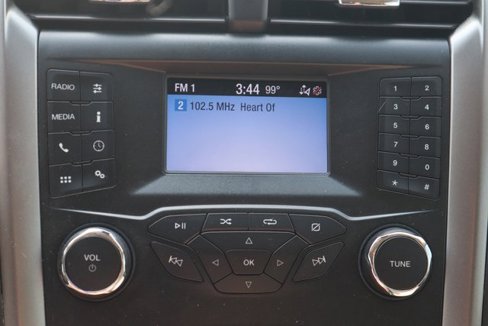 FM 1 3:44 99°
2 102.5 MHz Heart Of
RADIO
MEDIA
i
1 2
3 4
5 6
7 8
9 0
* #
VOL
OK
TUNE